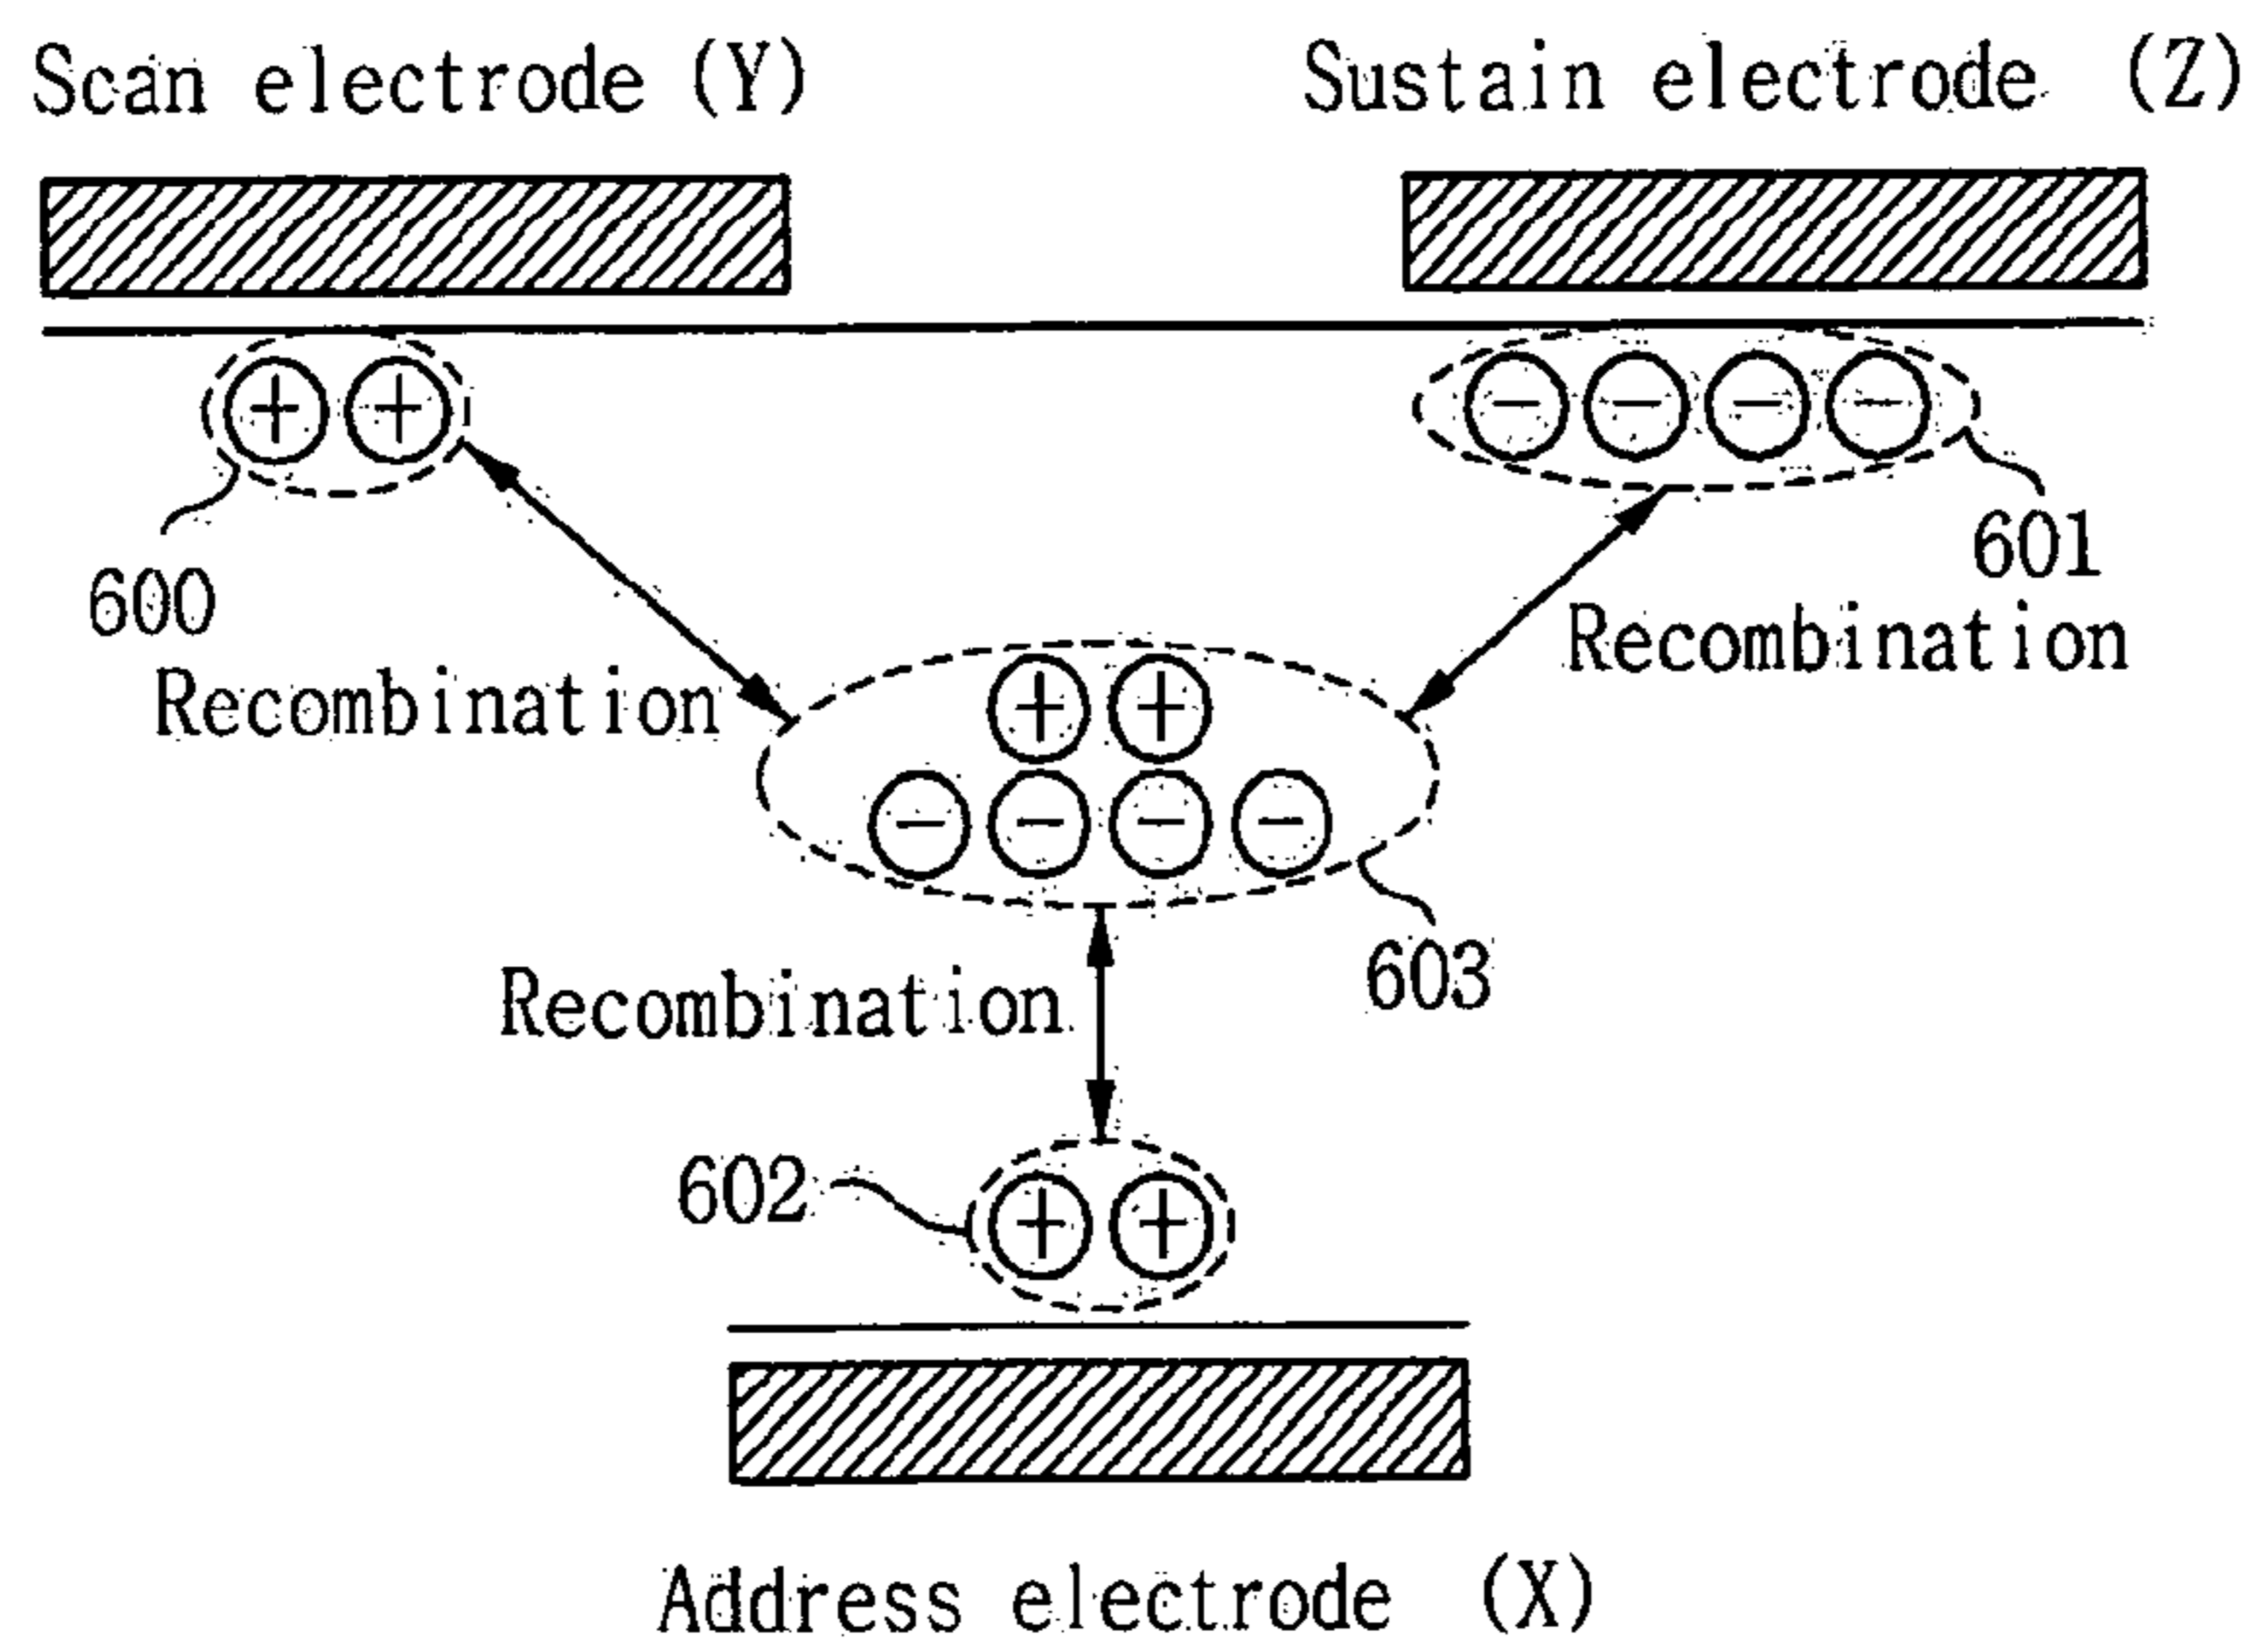 Scan electrode (Y)
Sustain electrode (Z)
+ +
- - - -
600
601
Recombination
Recombination
+ +
- - - -
603
Recombination
602
+ +
Address electrode (X)